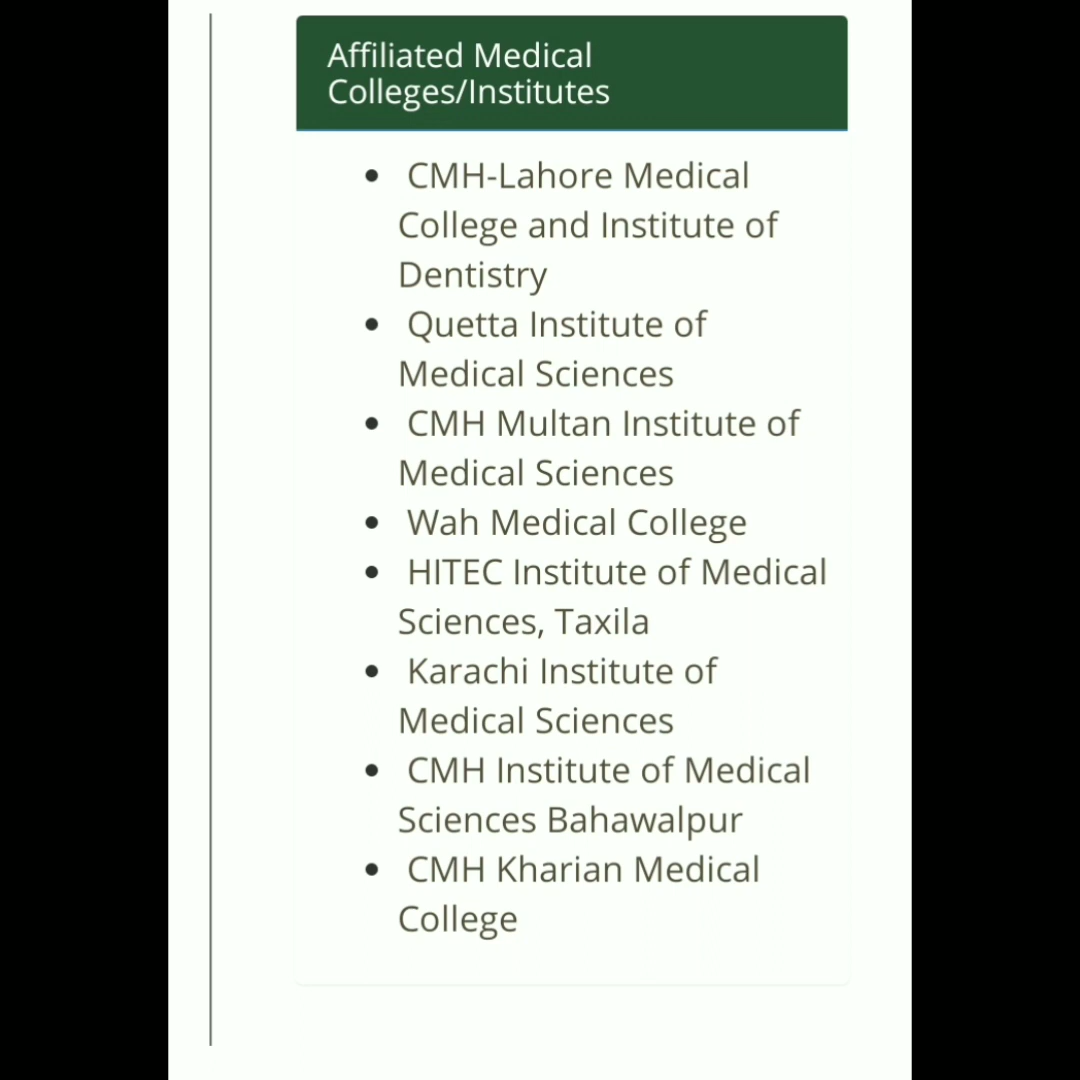 Affiliated Medical
Colleges/Institutes
• CMH-Lahore Medical
College and Institute of
Dentistry
• Quetta Institute of
Medical Sciences
• CMH Multan Institute of
Medical Sciences
• Wah Medical College
• HITEC Institute of Medical
Sciences, Taxila
• Karachi Institute of
Medical Sciences
• CMH Institute of Medical
Sciences Bahawalpur
• CMH Kharian Medical
College